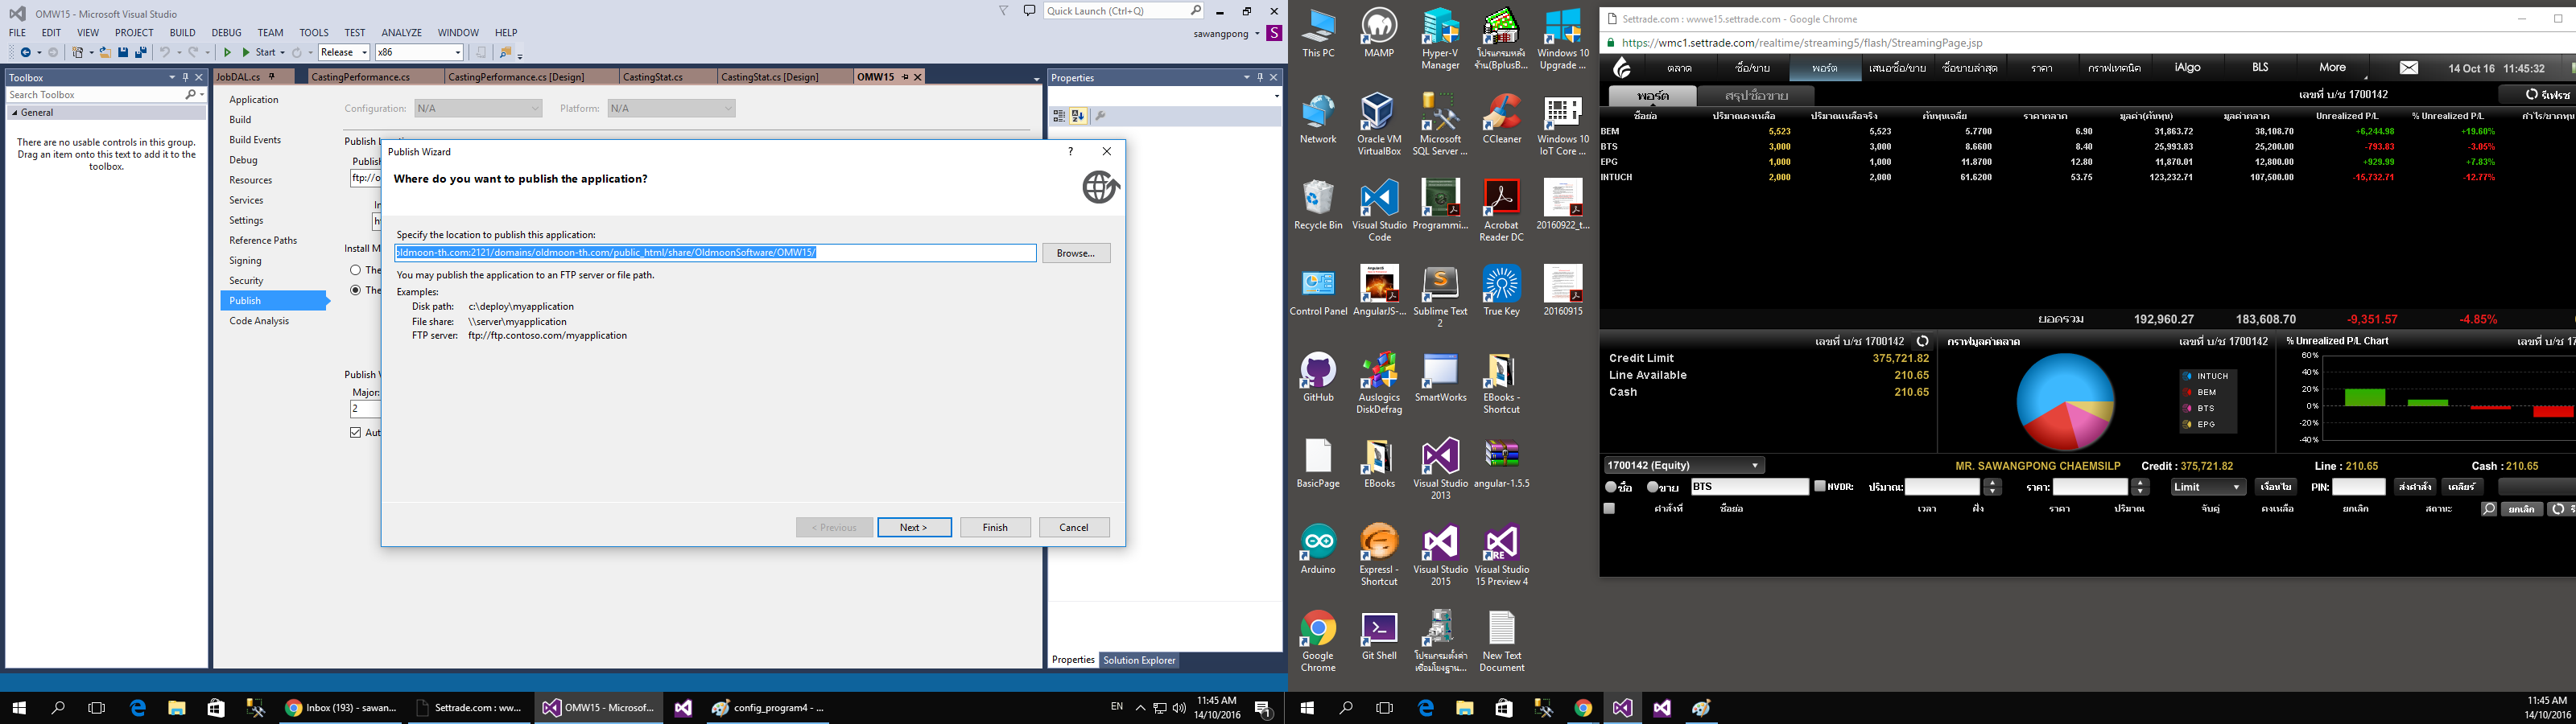 OMW15 - Microsoft Visual Studio
Quick Launch (Ctrl+Q)
FILE EDIT VIEW PROJECT BUILD DEBUG TEAM TOOLS TEST ANALYZE WINDOW HELP
sawangpong S
Start Release x86
Toolbox
Search Toolbox
General
There are no usable controls in this group.
Drag an item onto this text to add it to the
toolbox.
JobDAL.cs CastingPerformance.cs CastingPerformance.cs [Design] CastingStat.cs CastingStat.cs [Design] OMW15
Application
Build
Build Events
Debug
Resources
Services
Settings
Reference Paths
Signing
Security
Publish
Code Analysis
Configuration: N/A Platform: N/A
Publish L
Publish
ftp://o
Install M
The
The
Publish V
Major:
2
Aut
Publish Wizard
Where do you want to publish the application?
Specify the location to publish this application:
oldmoon-th.com:2121/domains/oldmoon-th.com/public_html/share/OldmoonSoftware/OMW15/
Browse...
You may publish the application to an FTP server or file path.
Examples:
Disk path: c:\deploy\myapplication
File share: \\server\myapplication
FTP server: ftp://ftp.contoso.com/myapplication
< Previous Next > Finish Cancel
Properties
Properties Solution Explorer
Inbox (193) - sawan... Settrade.com : ww... OMW15 - Microsof... config_program4 - ...
EN 11:45 AM
14/10/2016
This PC MAMP Hyper-V Manager โปรแกรมหลังร้าน(BplusB... Windows 10 Upgrade ...
Network Oracle VM VirtualBox Microsoft SQL Server ... CCleaner Windows 10 IoT Core ...
Recycle Bin Visual Studio Code Programmi... Acrobat Reader DC 20160922_t...
Control Panel AngularJS-... Sublime Text 2 True Key 20160915
GitHub Auslogics DiskDefrag SmartWorks EBooks - Shortcut
BasicPage EBooks Visual Studio 2013 angular-1.5.5
Arduino Expressl - Shortcut Visual Studio 2015 Visual Studio 15 Preview 4
Google Chrome Git Shell โปรแกรมตั้งค่าเชื่อมโยงฐาน... New Text Document
Settrade.com : wwwe15.settrade.com - Google Chrome
https://wmc1.settrade.com/realtime/streaming5/flash/StreamingPage.jsp
ตลาด ซื้อ/ขาย พอร์ต เสนอซื้อ/ขาย ซื้อขายล่าสุด ราคา กราฟเทคนิค iAlgo BLS More 14 Oct 16 11:45:32
พอร์ต สรุปซื้อขาย เลขที่ บ/ช 1700142 รีเฟรช
ชื่อย่อ ปริมาณคงเหลือ ปริมาณเหลือจริง ต้นทุนเฉลี่ย ราคาตลาด มูลค่า(ต้นทุน) มูลค่าตลาด Unrealized P/L % Unrealized P/L กำไร/ขาดทุน
BEM 5,523 5,523 5.7700 6.90 31,863.72 38,108.70 +6,244.98 +19.60%
BTS 3,000 3,000 8.6600 8.40 25,993.83 25,200.00 -793.83 -3.05%
EPG 1,000 1,000 11.8700 12.80 11,870.01 12,800.00 +929.99 +7.83%
INTUCH 2,000 2,000 61.6200 53.75 123,232.71 107,500.00 -15,732.71 -12.77%
ยอดรวม 192,960.27 183,608.70 -9,351.57 -4.85%
เลขที่ บ/ช 1700142 กราฟมูลค่าตลาด เลขที่ บ/ช 1700142 % Unrealized P/L Chart เลขที่ บ/ช 170
Credit Limit 375,721.82
Line Available 210.65
Cash 210.65
INTUCH
BEM
BTS
EPG
60%
40%
20%
0%
-20%
-40%
1700142 (Equity) MR. SAWANGPONG CHAEMSILP Credit : 375,721.82 Line : 210.65 Cash : 210.65
ซื้อ ขาย BTS NVDR: ปริมาณ: ราคา: Limit เงื่อนไข PIN: ส่งคำสั่ง เคลียร์
คำสั่งที่ ชื่อย่อ เวลา ฝั่ง ราคา ปริมาณ จับคู่ คงเหลือ ยกเลิก สถานะ ยกเลิก
11:45 AM
14/10/2016